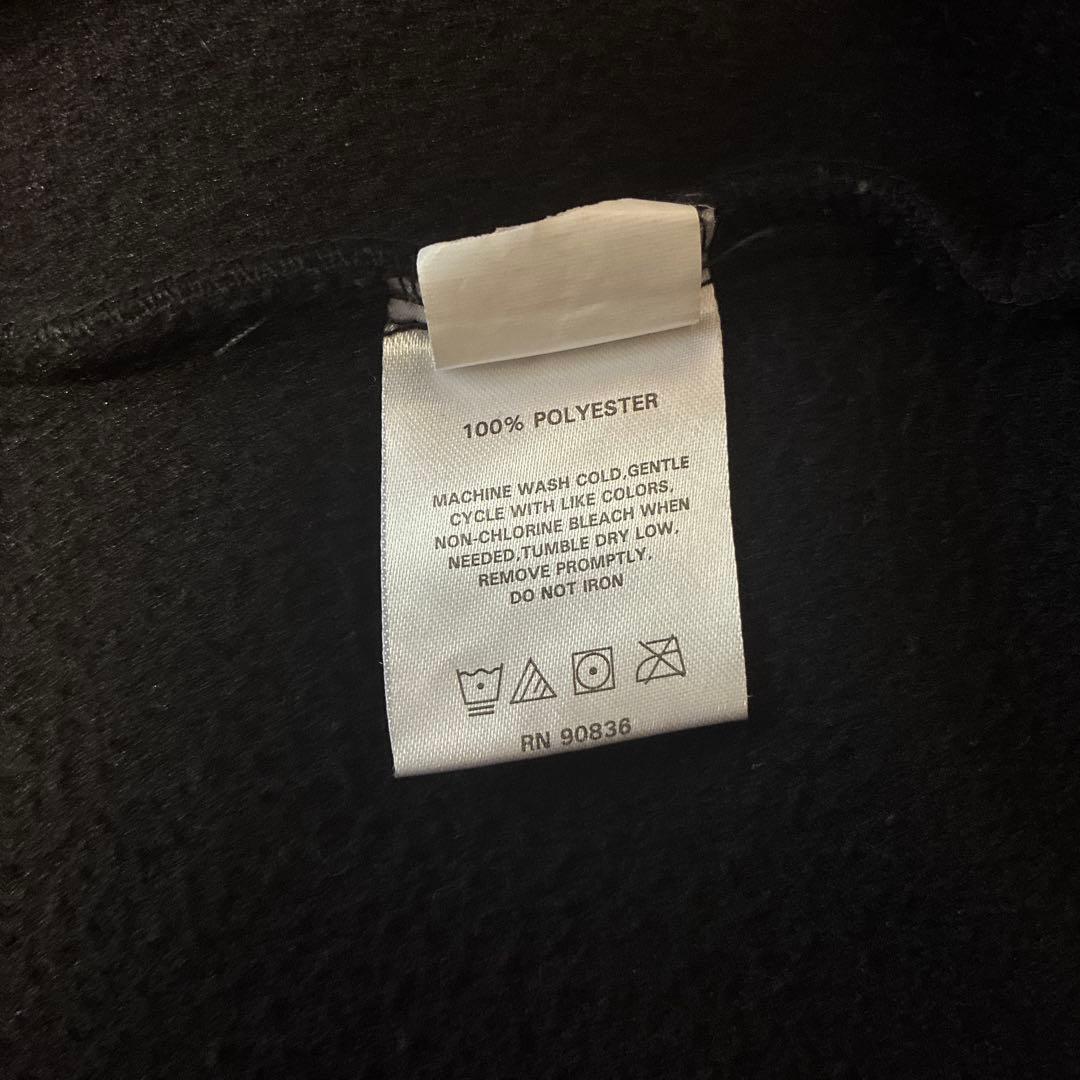 100% POLYESTER
MACHINE WASH COLD.GENTLE
CYCLE WITH LIKE COLORS.
NON-CHLORINE BLEACH WHEN
NEEDED.TUMBLE DRY LOW.
REMOVE PROMPTLY.
DO NOT IRON
RN 90836